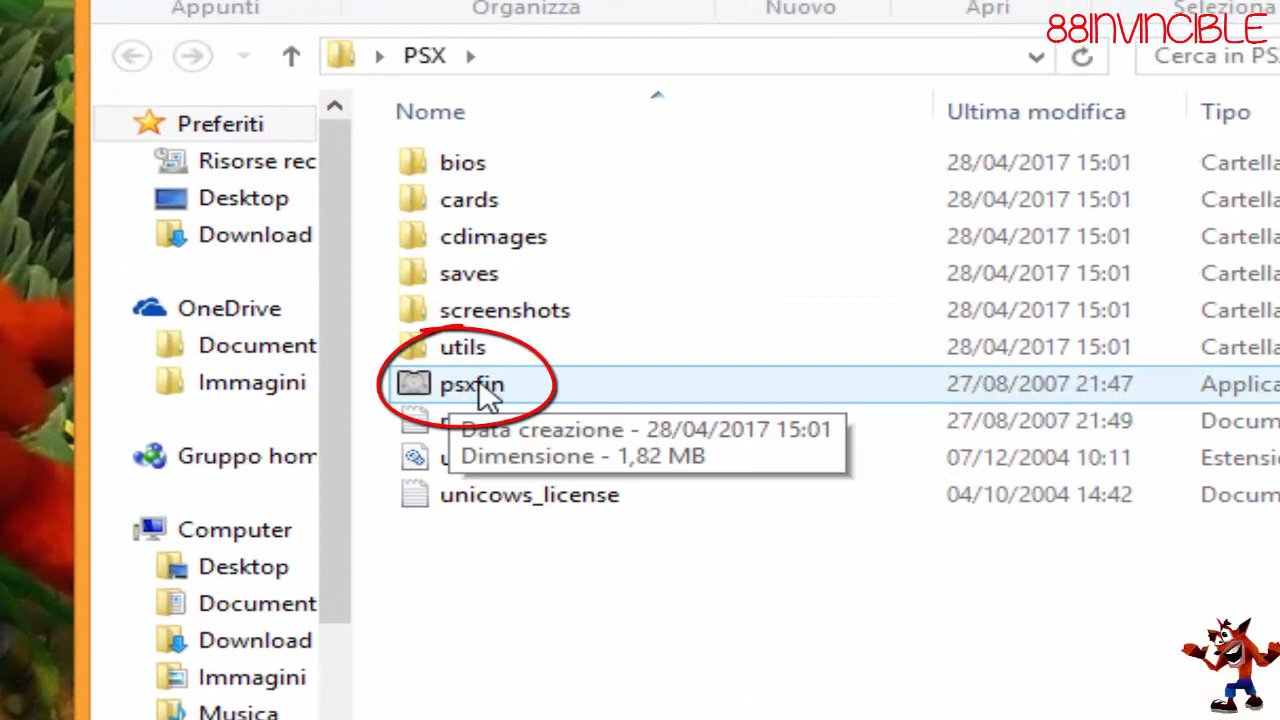 Appunti Organizza Nuovo Apri Seleziona
88INVINCIBLE
PSX
Cerca in PS
Nome Ultima modifica Tipo
Preferiti
Risorse rec
Desktop
Download
OneDrive
Document
Immagini
Gruppo hom
Computer
Desktop
Document
Download
Immagini
Musica
bios 28/04/2017 15:01 Cartella
cards 28/04/2017 15:01 Cartella
cdimages 28/04/2017 15:01 Cartella
saves 28/04/2017 15:01 Cartella
screenshots 28/04/2017 15:01 Cartella
utils 28/04/2017 15:01 Cartella
psxfin 27/08/2007 21:47 Applica
27/08/2007 21:49 Docum
07/12/2004 10:11 Estensio
unicows_license 04/10/2004 14:42 Docum
Data creazione - 28/04/2017 15:01
Dimensione - 1,82 MB